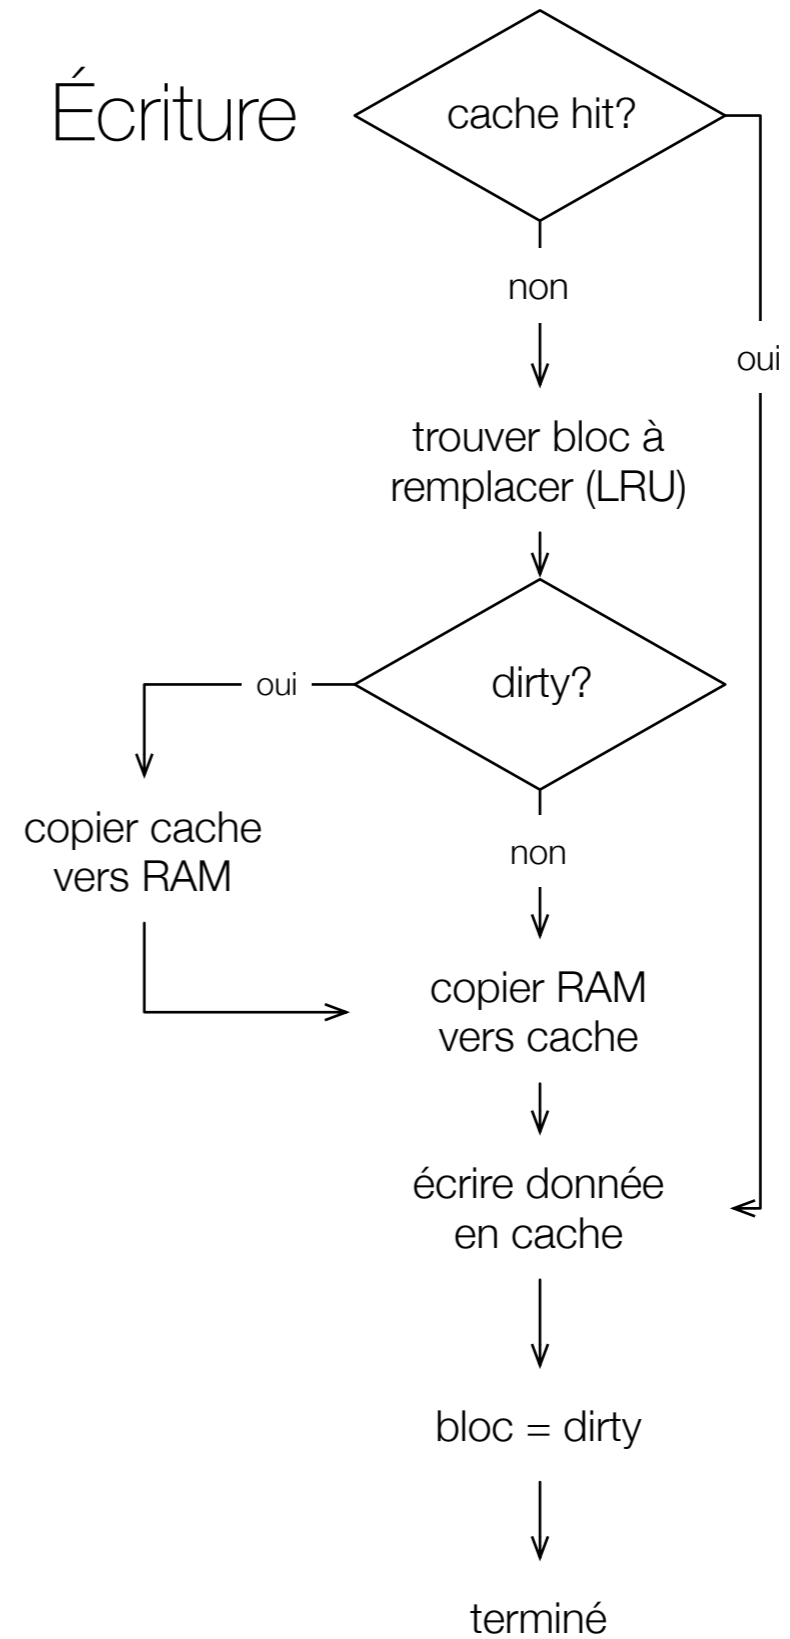 Écriture
cache hit?
non
oui
trouver bloc à
remplacer (LRU)
oui
dirty?
copier cache
vers RAM
non
copier RAM
vers cache
écrire donnée
en cache
bloc = dirty
terminé